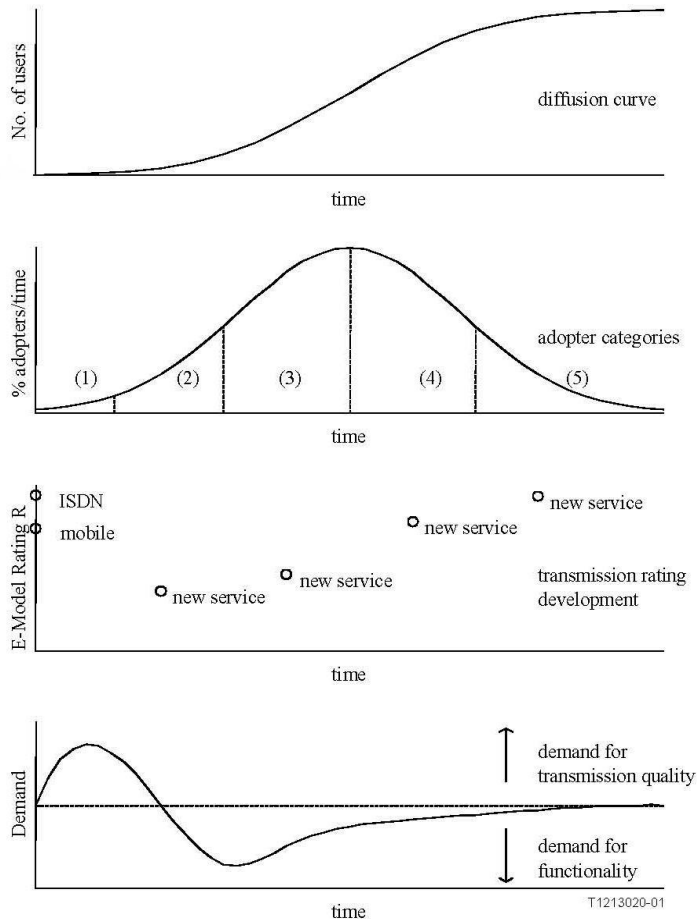 No. of users
diffusion curve
time
% adopters/time
adopter categories
(1)
(2)
(3)
(4)
(5)
time
E-Model Rating R
ISDN
mobile
new service
new service
new service
new service
transmission rating
development
time
Demand
demand for
transmission quality
demand for
functionality
time
T1213020-01